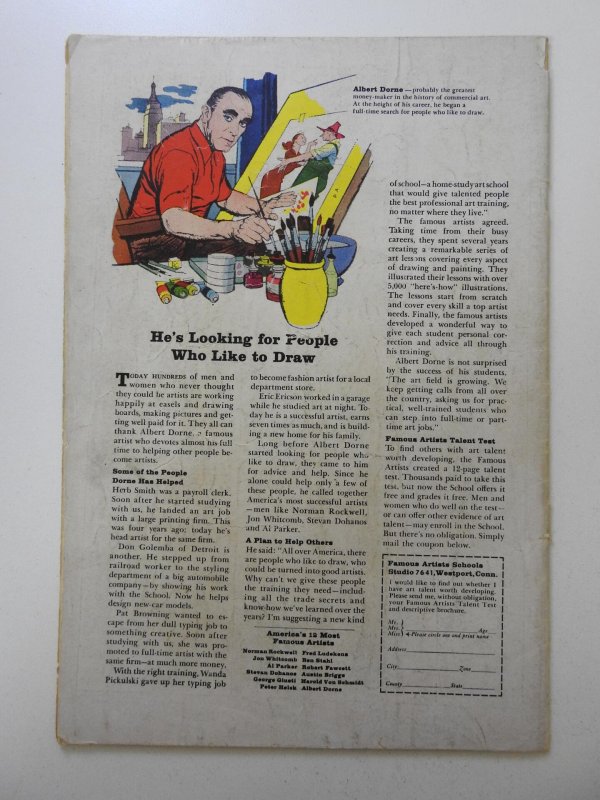 Albert Dorne—probably the greatest
money-maker in the history of commercial art.
At the height of his career, he began a
full-time search for people who like to draw.
He's Looking for People
Who Like to Draw
TODAY HUNDREDS of men and
women who never thought
they could be artists are working
happily at easels and drawing
boards, making pictures and get-
ting well paid for it. They all can
thank Albert Dorne, a famous
artist who devotes almost his full
time to helping other people be-
come artists.
Some of the People
Dorne Has Helped
Herb Smith was a payroll clerk.
Soon after he started studying
with us, he landed an art job
with a large printing firm. This
was four years ago; today he's
head artist for the same firm.
Don Golemba of Detroit is
another. He stepped up from
railroad worker to the styling
department of a big automobile
company—by showing his work
with the School. Now he helps
design new-car models.
Pat Browning wanted to es-
cape from her dull typing job to
something creative. Soon after
studying with us, she was pro-
moted to full-time artist with the
same firm—at much more money.
With the right training, Wanda
Pickulski gave up her typing job
to become fashion artist for a local
department store.
Eric Ericson worked in a garage
while he studied art at night. To-
day he is a successful artist, earns
seven times as much, and is build-
ing a new home for his family.
Long before Albert Dorne
started looking for people who
like to draw, they came to him
for advice and help. Since he
alone could help only a few of
these people, he called together
America's most successful artists
—men like Norman Rockwell,
Jon Whitcomb, Stevan Dohanos
and Al Parker.
A Plan to Help Others
He said: "All over America, there
are people who like to draw, who
could be turned into good artists.
Why can't we give these people
the training they need—includ-
ing all the trade secrets and
know-how we've learned over the
years? I'm suggesting a new kind
America's 12 Most
Famous Artists
Norman Rockwell Fred Ludekens
Jon Whitcomb Ben Stahl
Al Parker Robert Fawcett
Stevan Dohanos Austin Briggs
George Giusti Harold Von Schmidt
Peter Helck Albert Dorne
of school—a home-study art school
that would give talented people
the best professional art training,
no matter where they live."
The famous artists agreed.
Taking time from their busy
careers, they spent several years
creating a remarkable series of
art lessons covering every aspect
of drawing and painting. They
illustrated their lessons with over
5,000 "here's-how" illustrations.
The lessons start from scratch
and cover every skill a top artist
needs. Finally, the famous artists
developed a wonderful way to
give each student personal cor-
rection and advice all through
his training.
Albert Dorne is not surprised
by the success of his students.
"The art field is growing. We
keep getting calls from all over
the country, asking us for prac-
tical, well-trained students who
can step into full-time or part-
time art jobs."
Famous Artists Talent Test
To find others with art talent
worth developing, the Famous
Artists created a 12-page talent
test. Thousands paid to take this
test, but now the School offers it
free and grades it free. Men and
women who do well on the test—
or can offer other evidence of art
talent—may enroll in the School.
But there's no obligation. Simply
mail the coupon below.
Famous Artists Schools
Studio 7641, Westport, Conn.
I would like to find out whether I
have art talent worth developing.
Please send me, without obligation,
your Famous Artists Talent Test
and descriptive brochure.
Mr.
Mrs.
Miss Please circle one and print name
Age
Address
City Zone
County State